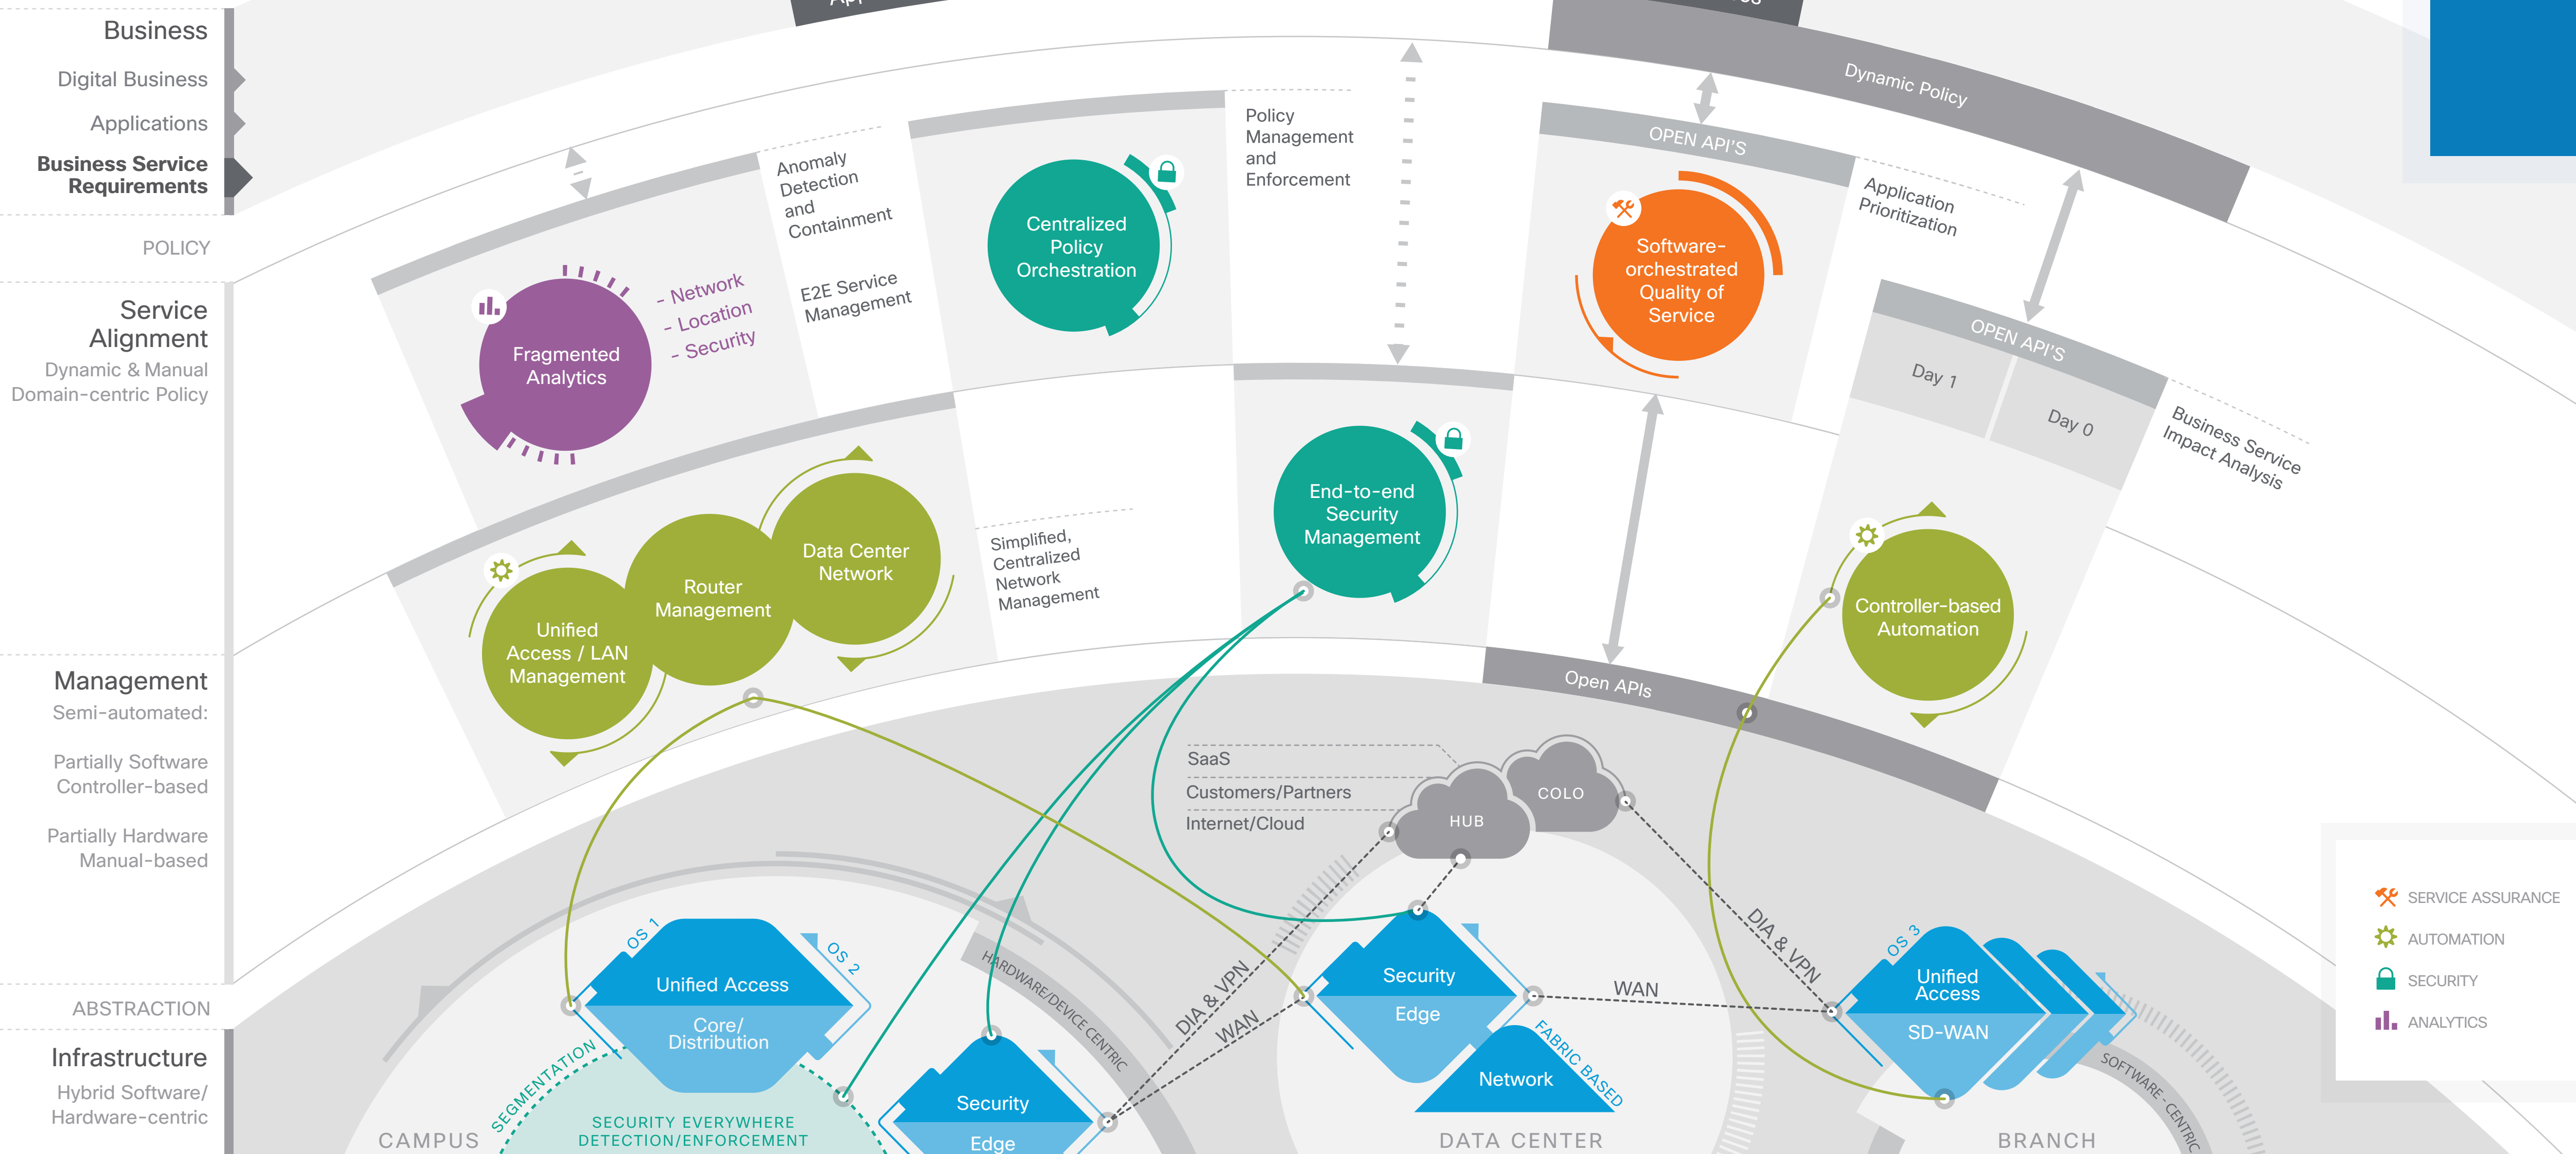 Business
Digital Business
Applications
Business Service
Requirements
POLICY
Service
Alignment
Dynamic & Manual
Domain-centric Policy
Management
Semi-automated:
Partially Software
Controller-based
Partially Hardware
Manual-based
ABSTRACTION
Infrastructure
Hybrid Software/
Hardware-centric
Dynamic Policy
Fragmented
Analytics
- Network
- Location
- Security
Anomaly
Detection
and
Containment
E2E Service
Management
Centralized
Policy
Orchestration
Policy
Management
and
Enforcement
OPEN API'S
Software-
orchestrated
Quality of
Service
Application
Prioritization
OPEN API'S
Day 1
Day 0
Business Service
Impact Analysis
Unified
Access / LAN
Management
Router
Management
Data Center
Network
Simplified,
Centralized
Network
Management
End-to-end
Security
Management
Controller-based
Automation
Open APIs
SaaS
Customers/Partners
Internet/Cloud
HUB
COLO
OS 1
OS 2
Unified Access
Core/
Distribution
SEGMENTATION
SECURITY EVERYWHERE
DETECTION/ENFORCEMENT
CAMPUS
HARDWARE/DEVICE CENTRIC
Security
Edge
DIA & VPN
WAN
Security
Edge
Network
FABRIC BASED
DATA CENTER
WAN
DIA & VPN
OS 3
Unified
Access
SD-WAN
SOFTWARE - CENTRIC
BRANCH
SERVICE ASSURANCE
AUTOMATION
SECURITY
ANALYTICS